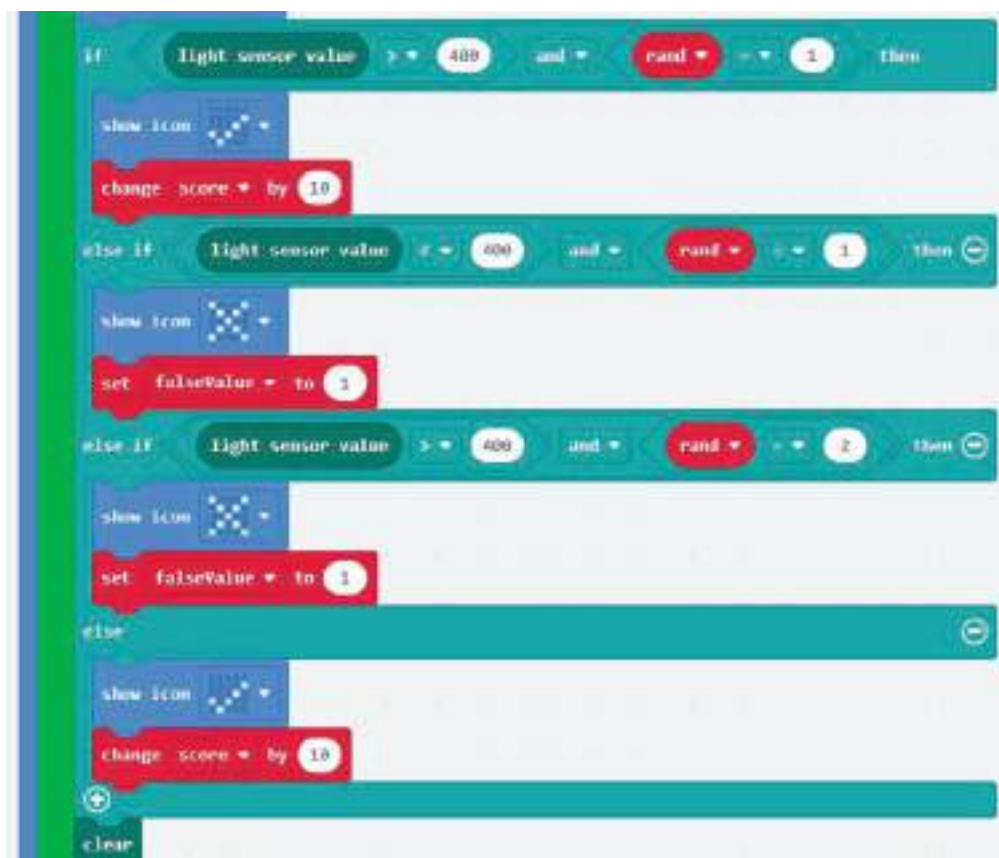 if light sensor value > 400 and rand = 1 then
show icon
change score by 10
else if light sensor value < 400 and rand = 1 then
show icon
set falseValue to 1
else if light sensor value > 400 and rand = 2 then
show icon
set falseValue to 1
else
show icon
change score by 10
clear